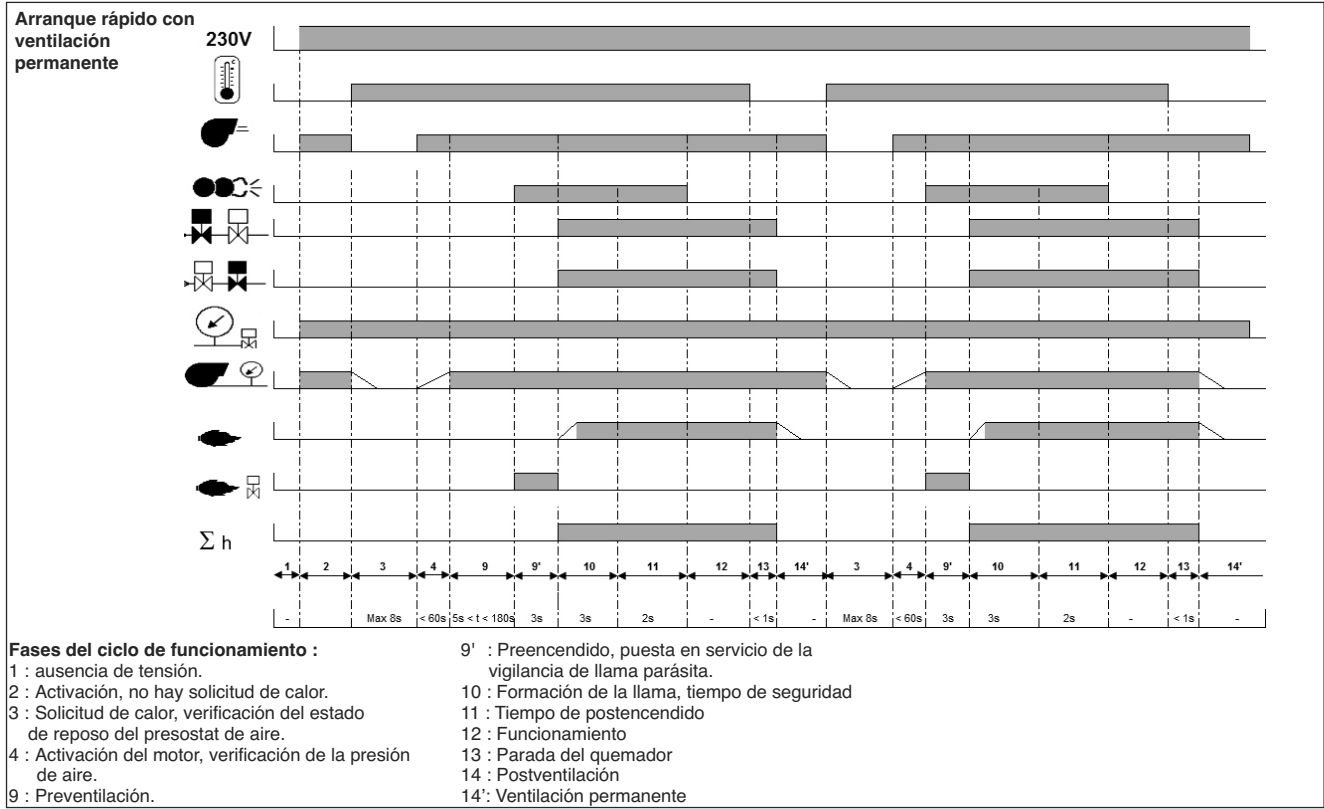 Arranque rápido con
ventilación
permanente
230V
°C
Σ h
1 2 3 4 9 9' 10 11 12 13 14' 3 4 9' 10 11 12 13 14'
- Max 8s < 60s 5s < t < 180s 3s 3s 2s - < 1s - Max 8s < 60s 3s 3s 2s - < 1s -
Fases del ciclo de funcionamiento :
1 : ausencia de tensión.
2 : Activación, no hay solicitud de calor.
3 : Solicitud de calor, verificación del estado
de reposo del presostat de aire.
4 : Activación del motor, verificación de la presión
de aire.
9 : Preventilación.
9' : Preencendido, puesta en servicio de la
vigilancia de llama parásita.
10 : Formación de la llama, tiempo de seguridad
11 : Tiempo de postencendido
12 : Funcionamiento
13 : Parada del quemador
14 : Postventilación
14': Ventilación permanente